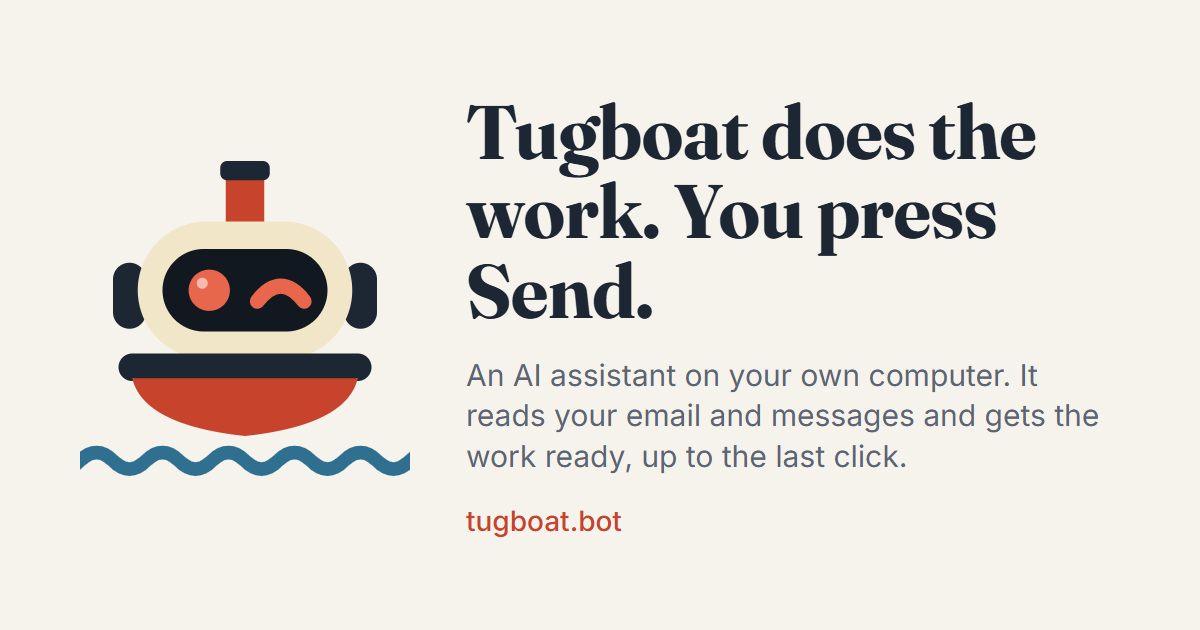 Tugboat does the
work. You press
Send.
An AI assistant on your own computer. It
reads your email and messages and gets the
work ready, up to the last click.
tugboat.bot